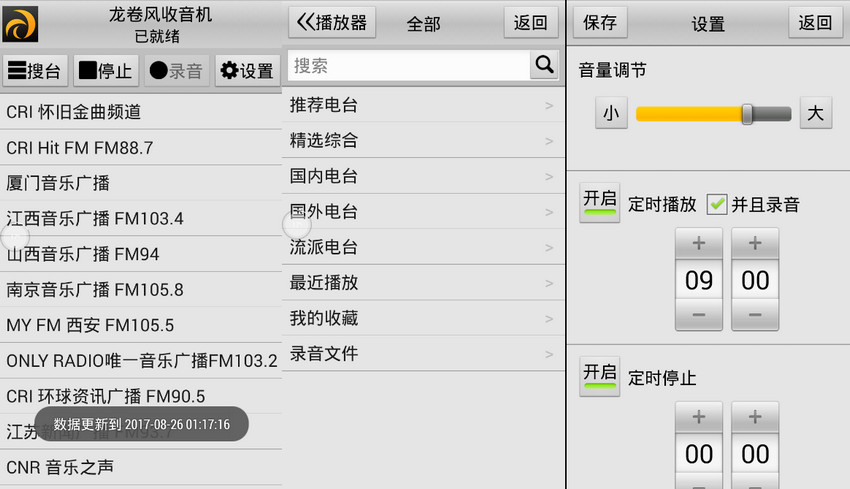 龙卷风收音机
已就绪
搜台 停止 录音 设置
CRI 怀旧金曲频道
CRI Hit FM FM88.7
厦门音乐广播
江西音乐广播 FM103.4
山西音乐广播 FM94
南京音乐广播 FM105.8
MY FM 西安 FM105.5
ONLY RADIO唯一音乐广播FM103.2
CRI 环球资讯广播 FM90.5
江苏新闻广播 FM93.7
数据更新到 2017-08-26 01:17:16
CNR 音乐之声
播放器 全部 返回
搜索
推荐电台 >
精选综合 >
国内电台 >
国外电台 >
流派电台 >
最近播放 >
我的收藏 >
录音文件 >
保存 设置 返回
音量调节
小 大
开启 定时播放 并且录音
+ +
09 00
− −
开启 定时停止
+ +
00 00